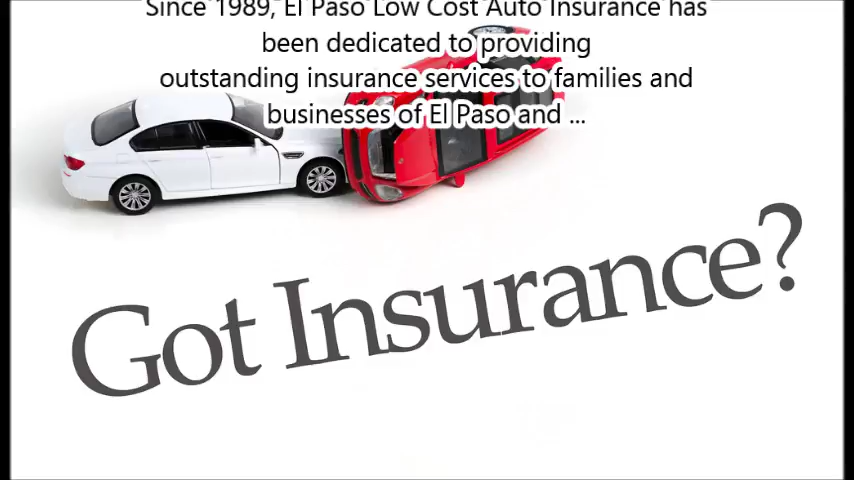 Since 1989, El Paso Low Cost Auto Insurance has
been dedicated to providing
outstanding insurance services to families and
businesses of El Paso and ...
Got Insurance?